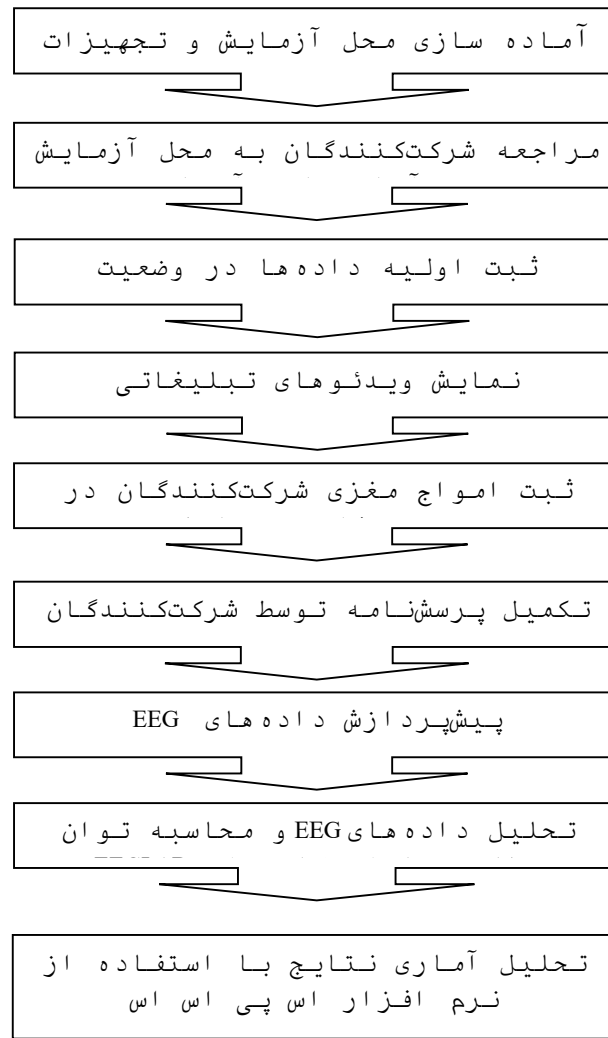 آماده سازی محل آزمایش و تجهیزات
مراجعه شرکت‌کنندگان به محل آزمایش
ثبت اولیه داده‌ها در وضعیت
نمایش ویدئوهای تبلیغاتی
ثبت امواج مغزی شرکت‌کنندگان در
تکمیل پرسش‌نامه توسط شرکت‌کنندگان
پیش‌پردازش داده‌های EEG
تحلیل داده‌های EEG و محاسبه توان
تحلیل آماری نتایج با استفاده از
نرم افزار اس پی اس اس